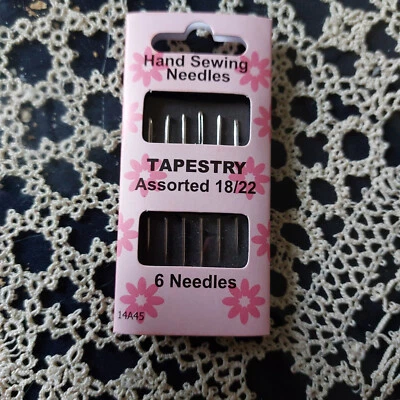 Hand Sewing
Needles
TAPESTRY
Assorted 18/22
6 Needles
14A45